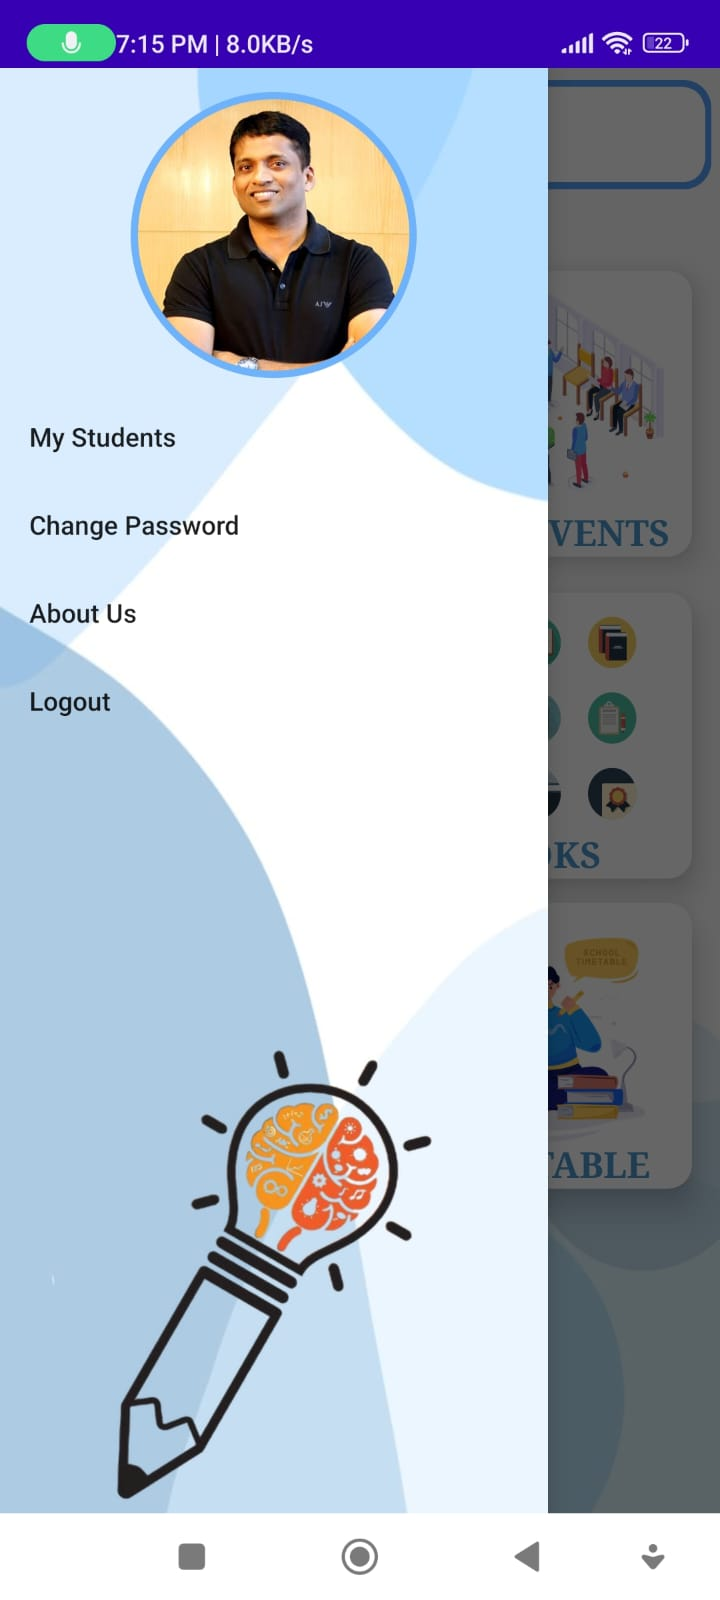 7:15 PM | 8.0KB/s
22
My Students
VENTS
Change Password
About Us
Logout
KS
SCHOOL
TIMETABLE
TABLE